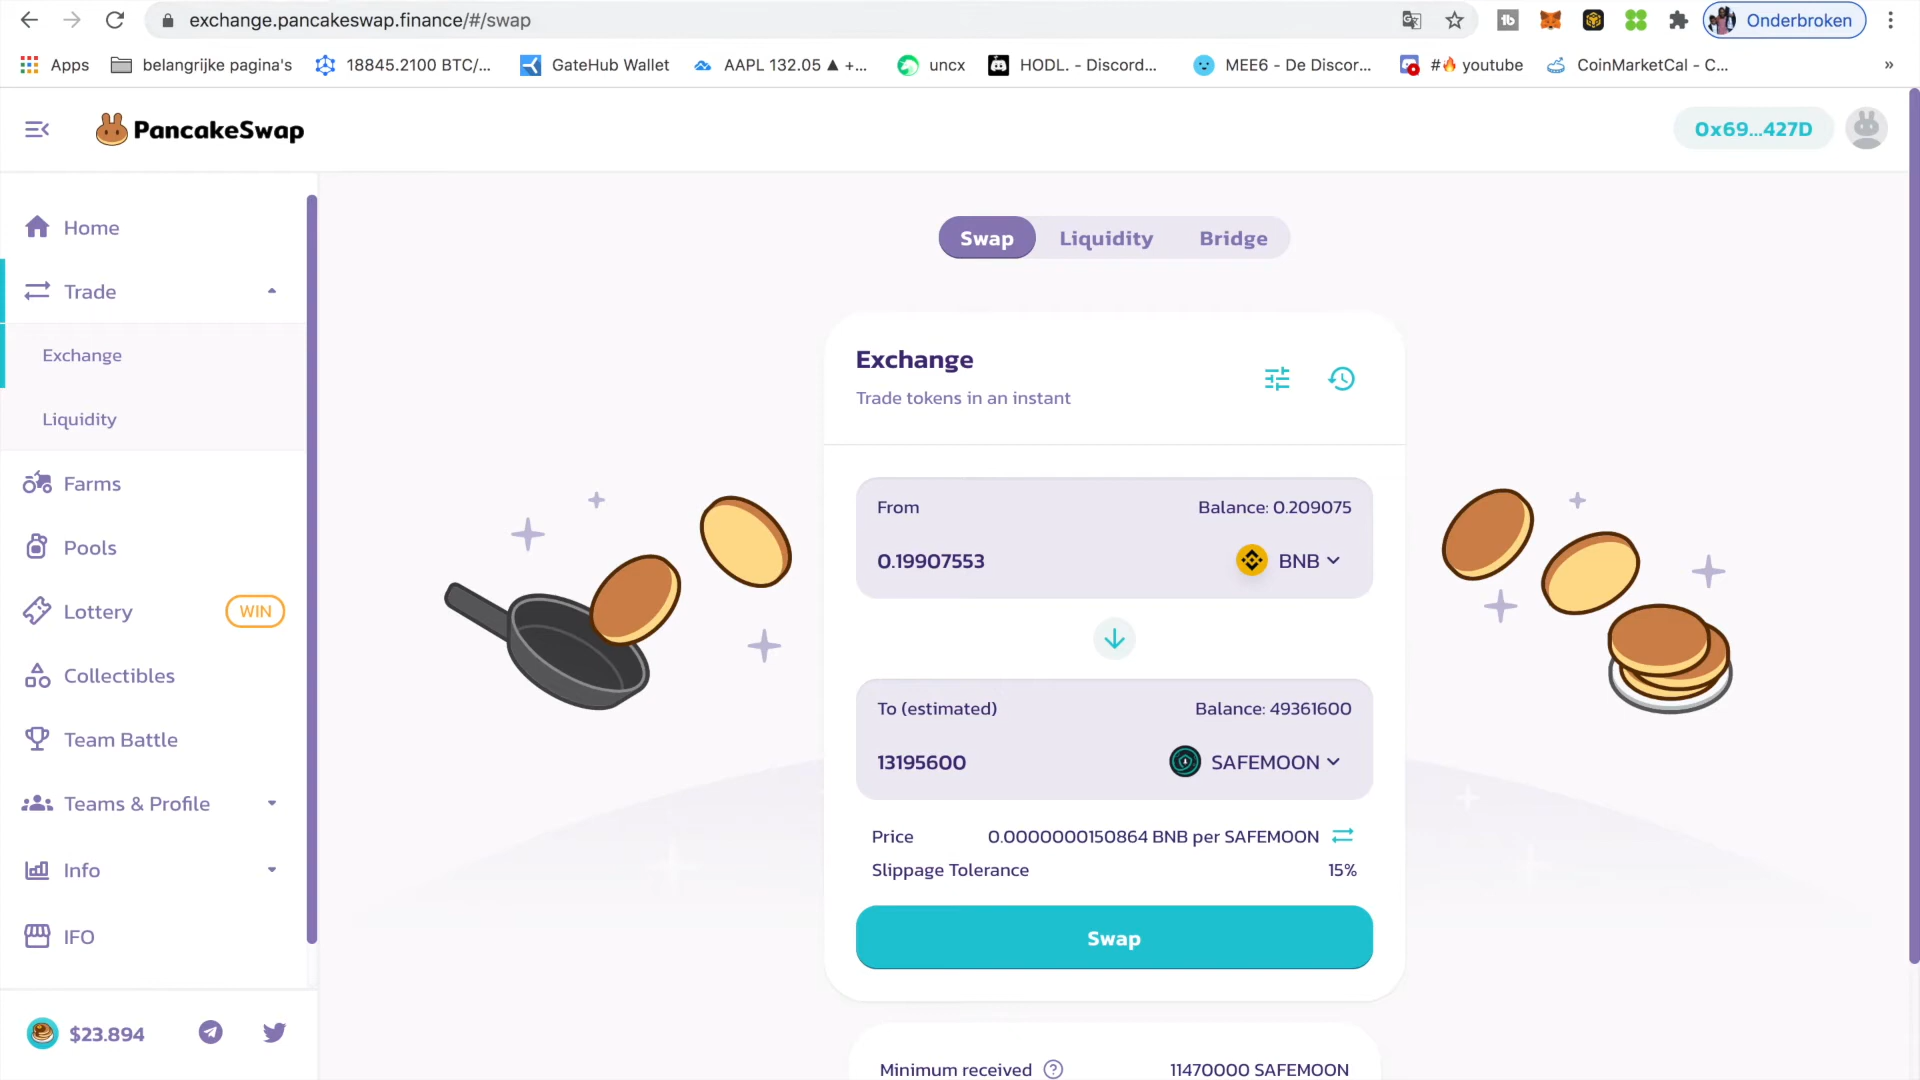 exchange.pancakeswap.finance/#/swap
Onderbroken
Apps
belangrijke pagina's
18845.2100 BTC/...
GateHub Wallet
AAPL 132.05 ▲ +...
uncx
HODL. - Discord...
MEE6 - De Discor...
#🔥 youtube
CoinMarketCal - C...
»
PancakeSwap
0x69...427D
Home
Trade
Exchange
Liquidity
Farms
Pools
Lottery
WIN
Collectibles
Team Battle
Teams & Profile
Info
IFO
$23.894
Swap
Liquidity
Bridge
Exchange
Trade tokens in an instant
From
Balance: 0.209075
0.19907553
BNB
To (estimated)
Balance: 49361600
13195600
SAFEMOON
Price
0.0000000150864 BNB per SAFEMOON
Slippage Tolerance
15%
Swap
Minimum received
11470000 SAFEMOON